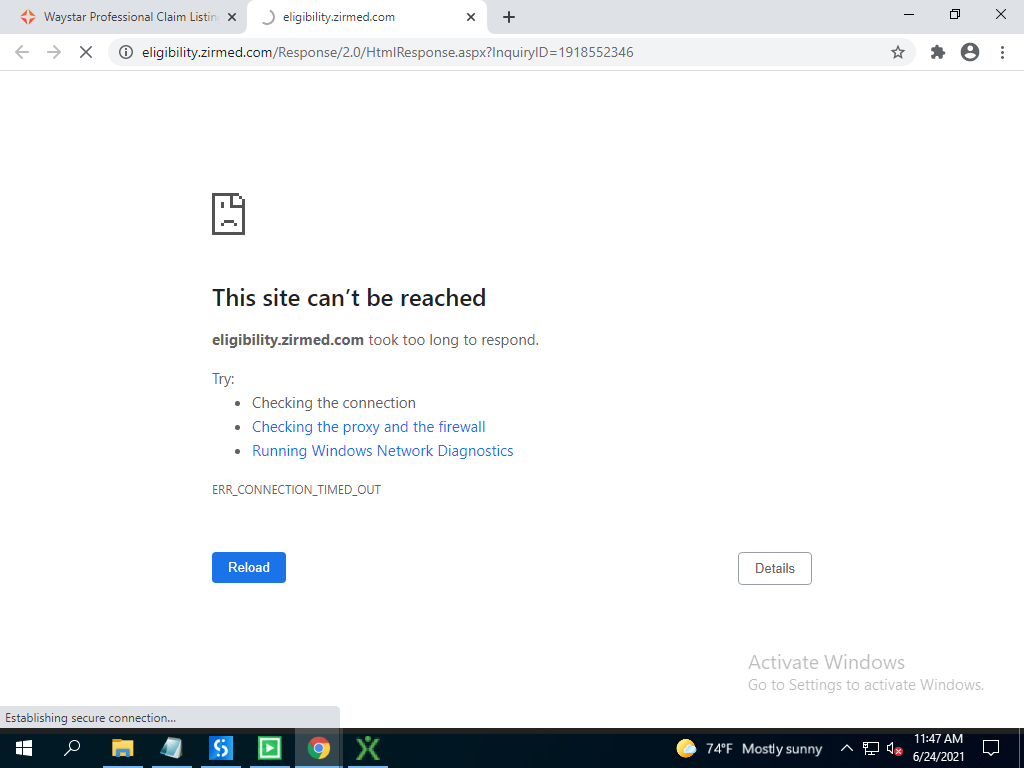 Waystar Professional Claim Listin
eligibility.zirmed.com
eligibility.zirmed.com/Response/2.0/HtmlResponse.aspx?InquiryID=1918552346
This site can’t be reached
eligibility.zirmed.com took too long to respond.
Try:
Checking the connection
Checking the proxy and the firewall
Running Windows Network Diagnostics
ERR_CONNECTION_TIMED_OUT
Reload
Details
Activate Windows
Go to Settings to activate Windows.
Establishing secure connection...
74°F Mostly sunny
11:47 AM
6/24/2021